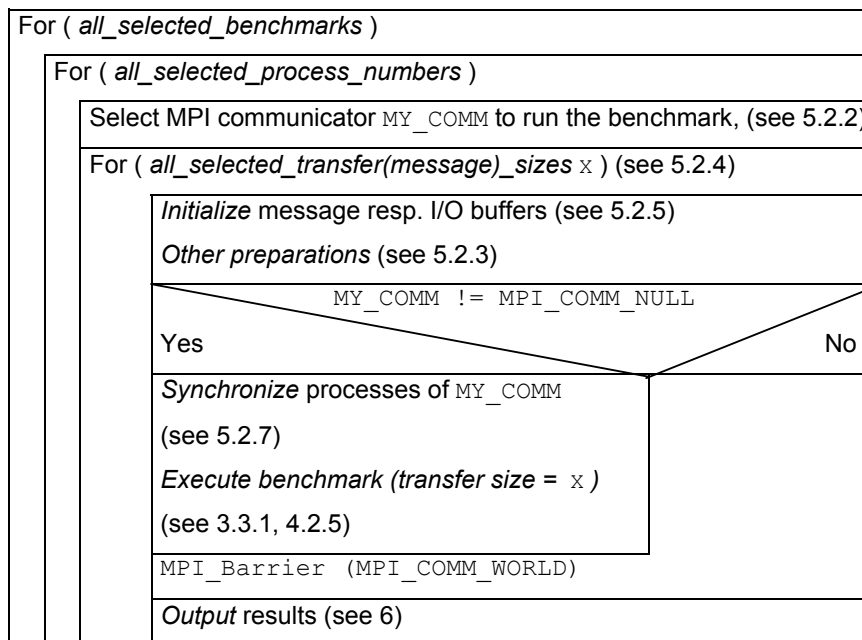 For ( all_selected_benchmarks )
For ( all_selected_process_numbers )
Select MPI communicator MY_COMM to run the benchmark, (see 5.2.2)
For ( all_selected_transfer(message)_sizes x ) (see 5.2.4)
Initialize message resp. I/O buffers (see 5.2.5)
Other preparations (see 5.2.3)
MY_COMM != MPI_COMM_NULL
Yes No
Synchronize processes of MY_COMM
(see 5.2.7)
Execute benchmark (transfer size = x )
(see 3.3.1, 4.2.5)
MPI_Barrier (MPI_COMM_WORLD)
Output results (see 6)